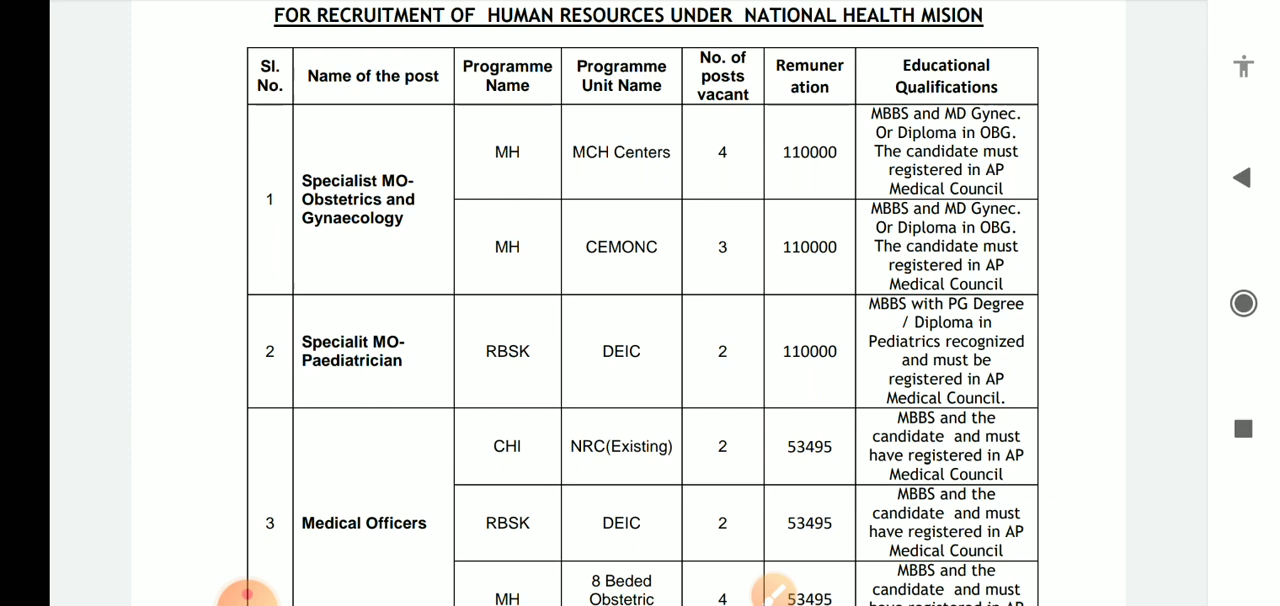 FOR RECRUITMENT OF HUMAN RESOURCES UNDER NATIONAL HEALTH MISION
Sl. No.
Name of the post
Programme Name
Programme Unit Name
No. of posts vacant
Remuner ation
Educational Qualifications
1
Specialist MO-
Obstetrics and
Gynaecology
MH
MCH Centers
4
110000
MBBS and MD Gynec.
Or Diploma in OBG.
The candidate must
registered in AP
Medical Council
MH
CEMONC
3
110000
MBBS and MD Gynec.
Or Diploma in OBG.
The candidate must
registered in AP
Medical Council
2
Specialit MO-
Paediatrician
RBSK
DEIC
2
110000
MBBS with PG Degree
/ Diploma in
Pediatrics recognized
and must be
registered in AP
Medical Council.
3
Medical Officers
CHI
NRC(Existing)
2
53495
MBBS and the
candidate and must
have registered in AP
Medical Council
RBSK
DEIC
2
53495
MBBS and the
candidate and must
have registered in AP
Medical Council
MH
8 Beded
Obstetric
4
53495
MBBS and the
candidate and must